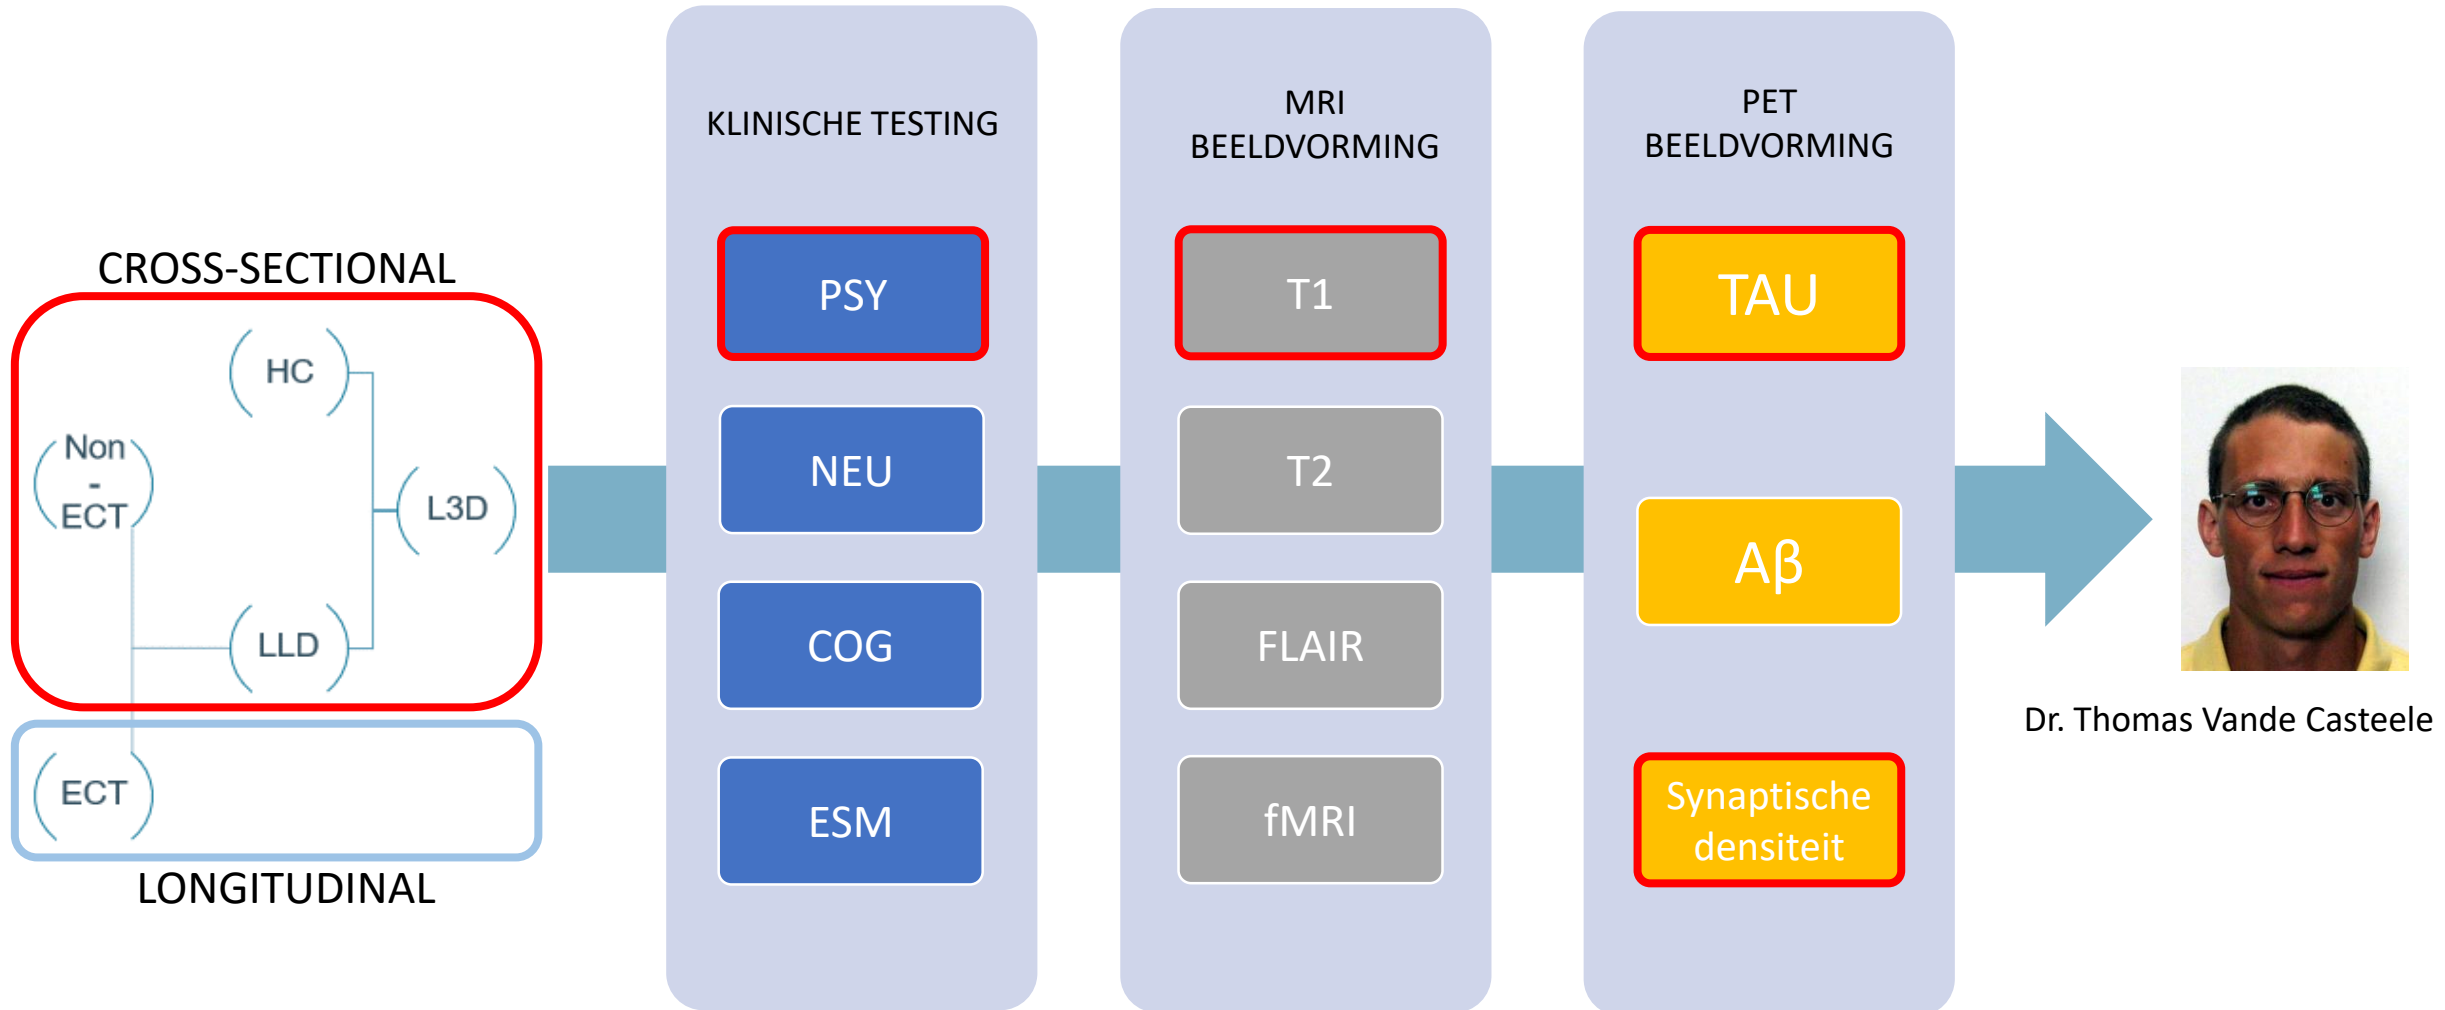 CROSS-SECTIONAL
HC
Non
-
ECT
L3D
LLD
ECT
LONGITUDINAL
KLINISCHE TESTING
PSY
NEU
COG
ESM
MRI
BEELDVORMING
T1
T2
FLAIR
fMRI
PET
BEELDVORMING
TAU
Aβ
Synaptische
densiteit
Dr. Thomas Vande Casteele